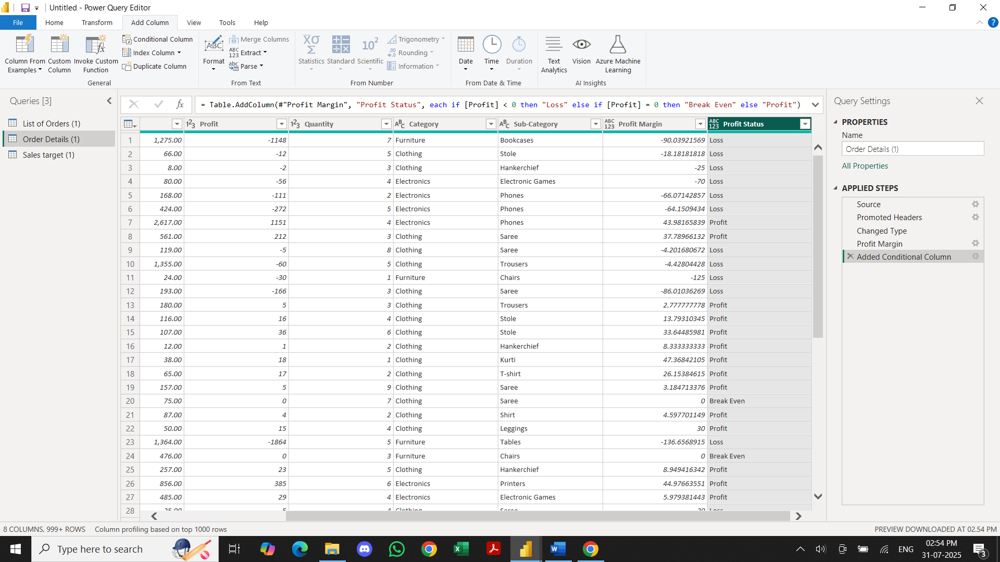 Untitled - Power Query Editor
File Home Transform Add Column View Tools Help
Column From Examples
Custom Column
Invoke Custom Function
Conditional Column
Index Column
Duplicate Column
General
Format
Merge Columns
Extract
Parse
From Text
Statistics
Standard
Scientific
Trigonometry
Rounding
Information
From Number
Date
Time
Duration
From Date & Time
Text Analytics
Vision
Azure Machine Learning
AI Insights
Queries [3]
List of Orders (1)
Order Details (1)
Sales target (1)
= Table.AddColumn(#"Profit Margin", "Profit Status", each if [Profit] < 0 then "Loss" else if [Profit] = 0 then "Break Even" else "Profit")
Profit Quantity Category Sub-Category Profit Margin Profit Status
1 1,275.00 -1148 7 Furniture Bookcases -90.03921569 Loss
2 66.00 -12 5 Clothing Stole -18.18181818 Loss
3 8.00 -2 3 Clothing Hankerchief -25 Loss
4 80.00 -56 4 Electronics Electronic Games -70 Loss
5 168.00 -111 2 Electronics Phones -66.07142857 Loss
6 424.00 -272 5 Electronics Phones -64.1509434 Loss
7 2,617.00 1151 4 Electronics Phones 43.98165839 Profit
8 561.00 212 3 Clothing Saree 37.78966132 Profit
9 119.00 -5 8 Clothing Saree -4.201680672 Loss
10 1,355.00 -60 5 Clothing Trousers -4.42804428 Loss
11 24.00 -30 1 Furniture Chairs -125 Loss
12 193.00 -166 3 Clothing Saree -86.01036269 Loss
13 180.00 5 3 Clothing Trousers 2.777777778 Profit
14 116.00 16 4 Clothing Stole 13.79310345 Profit
15 107.00 36 6 Clothing Stole 33.64485981 Profit
16 12.00 1 2 Clothing Hankerchief 8.333333333 Profit
17 38.00 18 1 Clothing Kurti 47.36842105 Profit
18 65.00 17 2 Clothing T-shirt 26.15384615 Profit
19 157.00 5 9 Clothing Saree 3.184713376 Profit
20 75.00 0 7 Clothing Saree 0 Break Even
21 87.00 4 2 Clothing Shirt 4.597701149 Profit
22 50.00 15 4 Clothing Leggings 30 Profit
23 1,364.00 -1864 5 Furniture Tables -136.6568915 Loss
24 476.00 0 3 Furniture Chairs 0 Break Even
25 257.00 23 5 Clothing Hankerchief 8.949416342 Profit
26 856.00 385 6 Electronics Printers 44.97663551 Profit
27 485.00 29 4 Electronics Electronic Games 5.979381443 Profit
28
Query Settings
PROPERTIES
Name
Order Details (1)
All Properties
APPLIED STEPS
Source
Promoted Headers
Changed Type
Profit Margin
Added Conditional Column
8 COLUMNS, 999+ ROWS Column profiling based on top 1000 rows
PREVIEW DOWNLOADED AT 02.54 PM
Type here to search
ENG
02:54 PM
31-07-2025
3